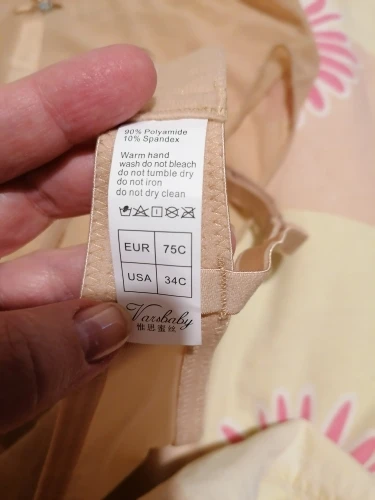 90% Polyamide
10% Spandex
Warm hand
wash do not bleach
do not tumble dry
do not iron
do not dry clean
EUR 75C
USA 34C
Varsbaby
惟思蜜丝